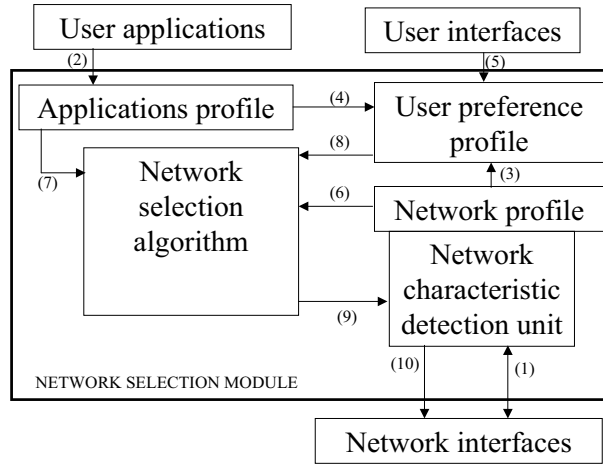 User applications
User interfaces
(2)
(5)
Applications profile
(4)
User preference
profile
(8)
(7)
Network
selection
algorithm
(3)
(6)
Network profile
Network
characteristic
detection unit
(9)
(10)
(1)
NETWORK SELECTION MODULE
Network interfaces